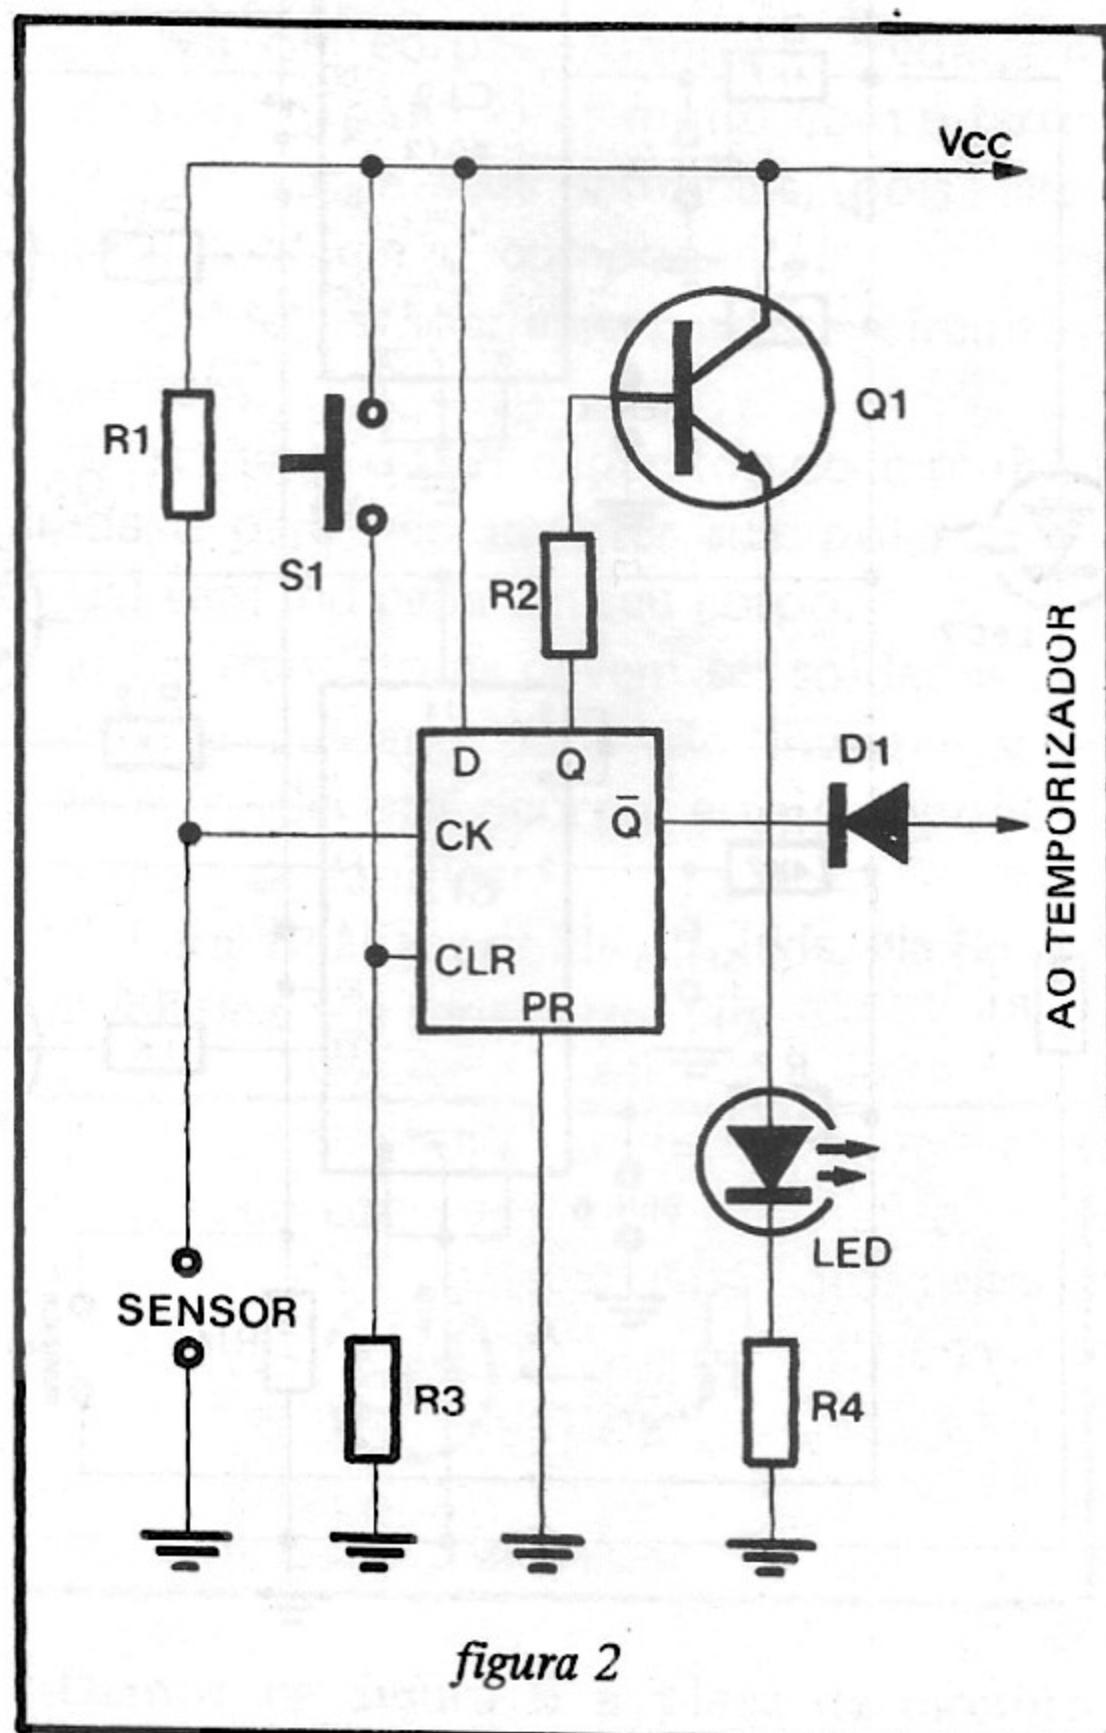 Vcc
R1
S1
Q1
R2
D Q
Q̅
CK
CLR
PR
D1
AO TEMPORIZADOR
LED
SENSOR
R3
R4
figura 2